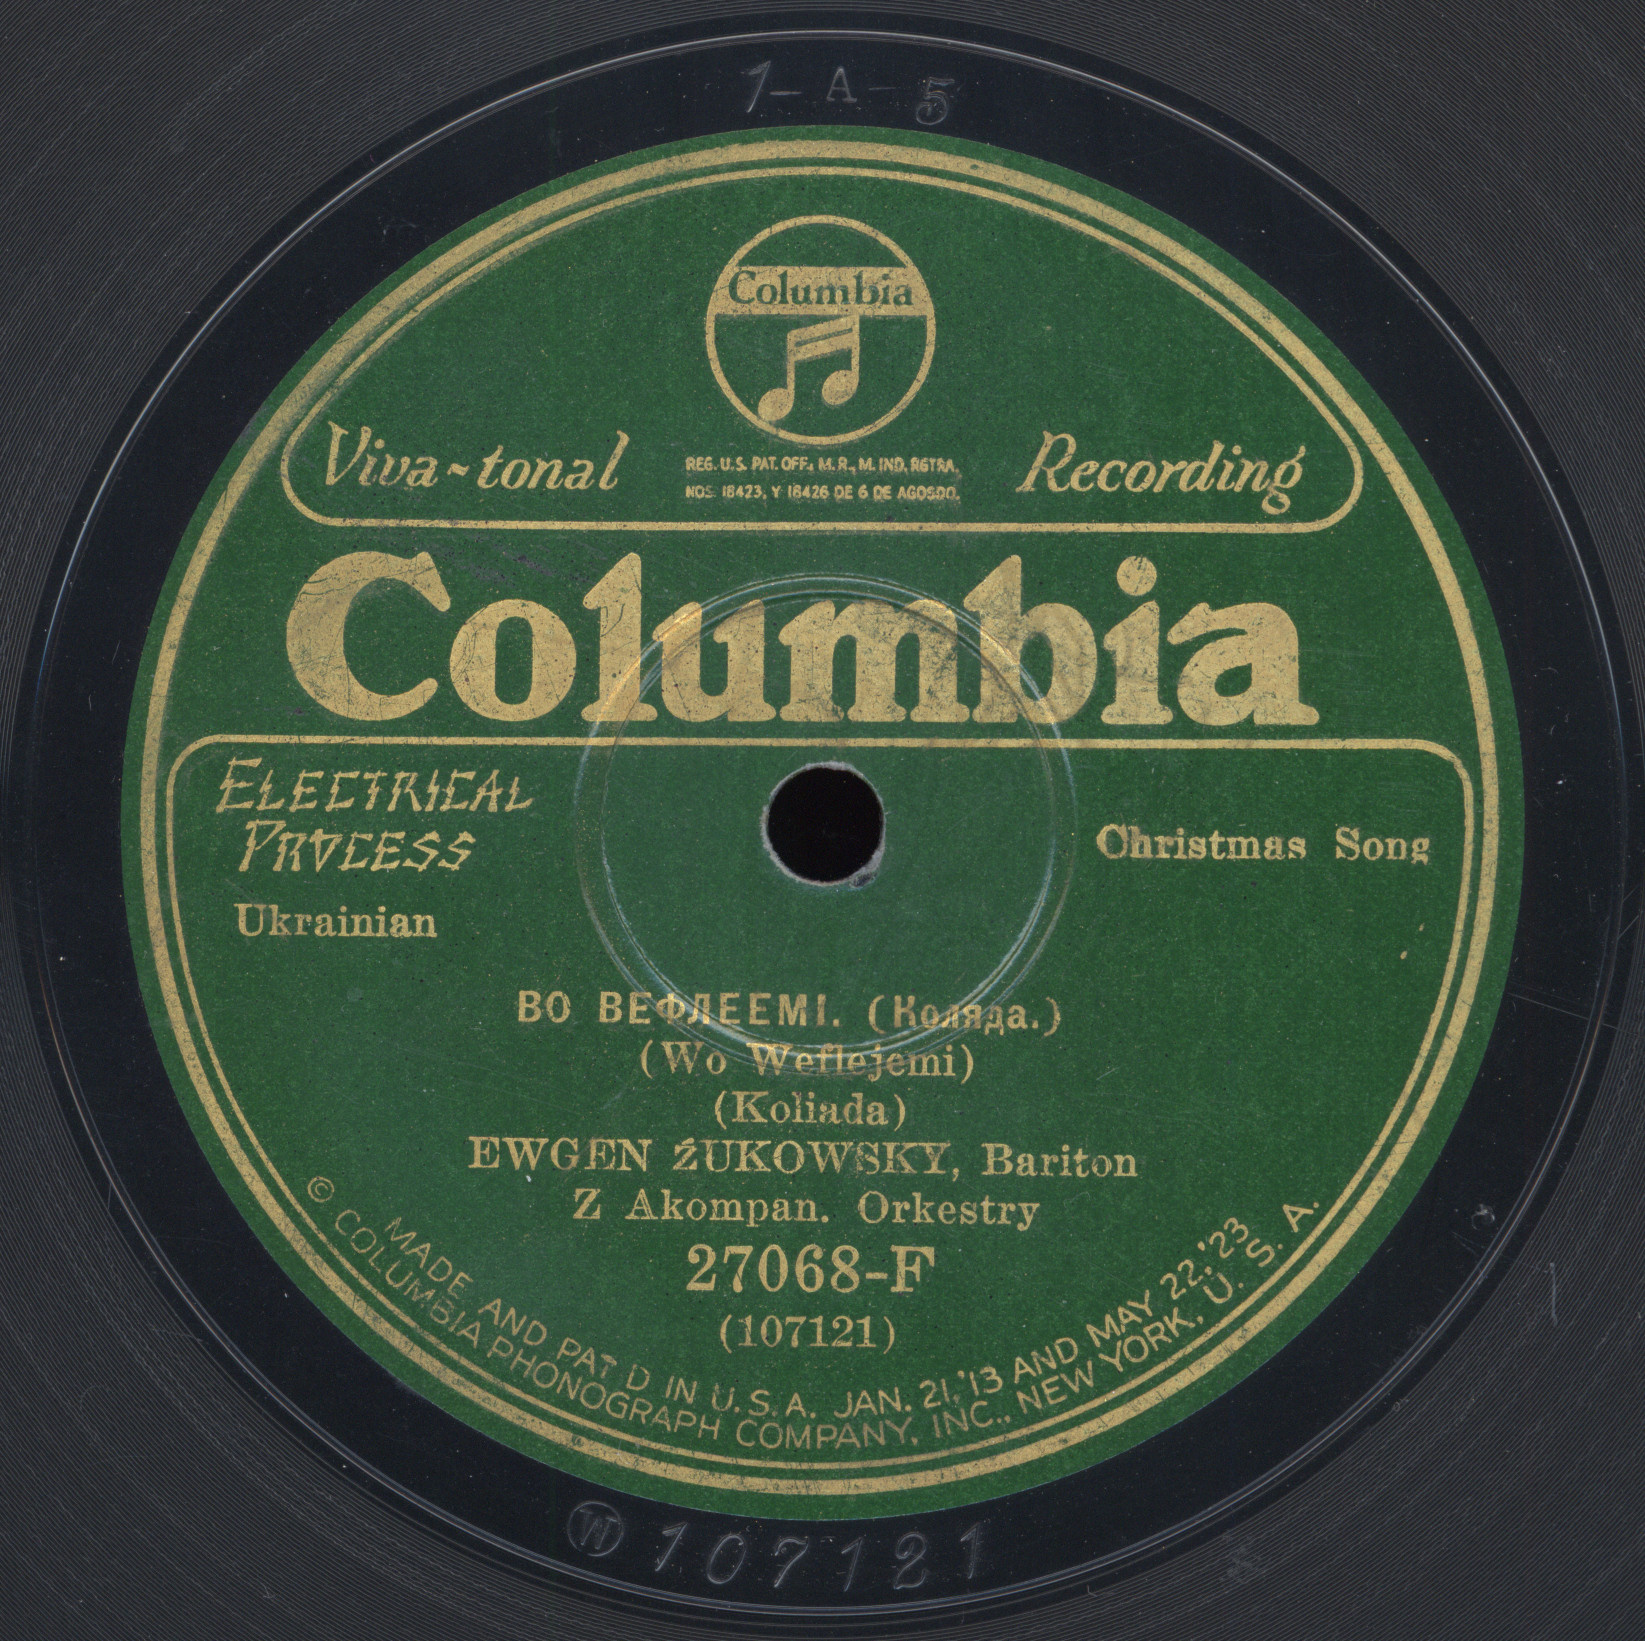 1-A-5
Columbia
Viva-tonal Recording
REG. U.S. PAT. OFF., M.R., M. IND. RGTRA.
NOS. 18423, Y 18426 DE 6 DE AGOSDO.
Columbia
ELECTRICAL
PROCESS
Christmas Song
Ukrainian
ВО ВЕФЛЕЕМІ. (Коляда.)
(Wo Weflejemi)
(Koliada)
EWGEN ŹUKOWSKY, Bariton
Z Akompan. Orkestry
27068-F
(107121)
MADE AND PAT'D IN U.S.A. JAN. 21,'13 AND MAY 22,'23
© COLUMBIA PHONOGRAPH COMPANY, INC., NEW YORK, U. S. A.
W 107121